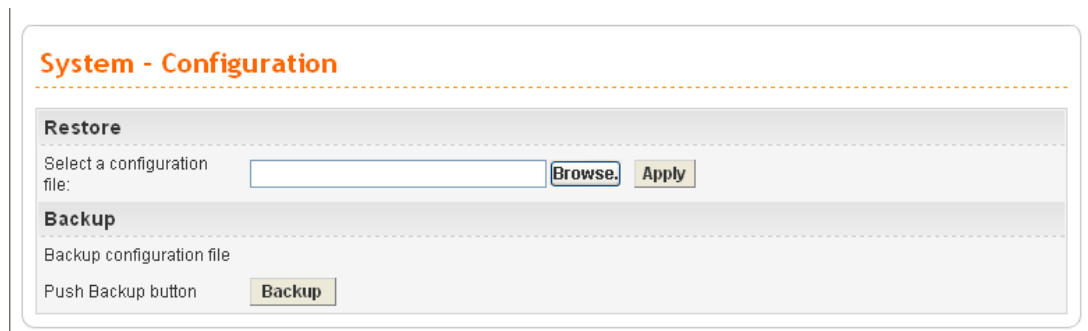 System - Configuration
Restore
Select a configuration
file:
Browse. Apply
Backup
Backup configuration file
Push Backup button Backup